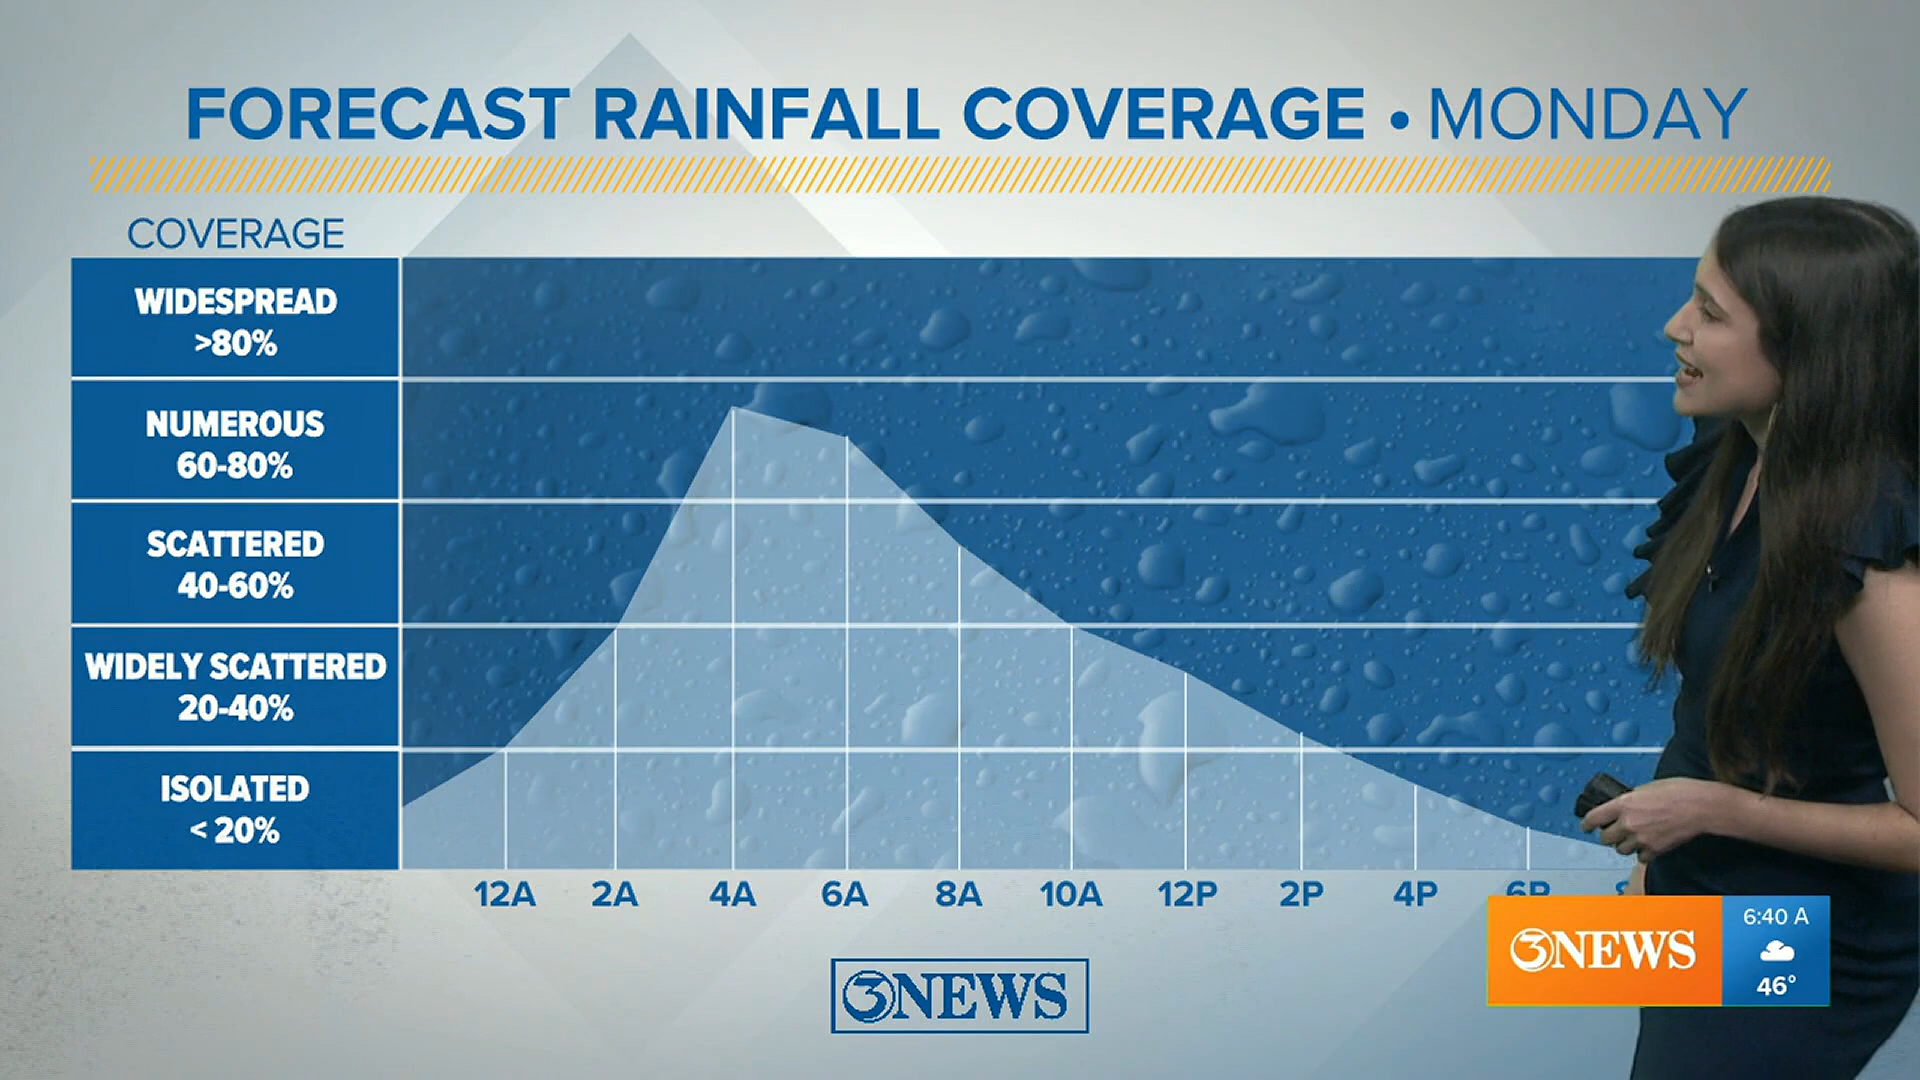 FORECAST RAINFALL COVERAGE • MONDAY
COVERAGE
WIDESPREAD
>80%
NUMEROUS
60-80%
SCATTERED
40-60%
WIDELY SCATTERED
20-40%
ISOLATED
< 20%
12A 2A 4A 6A 8A 10A 12P 2P 4P 6P
3NEWS
6:40 A
46°
3NEWS